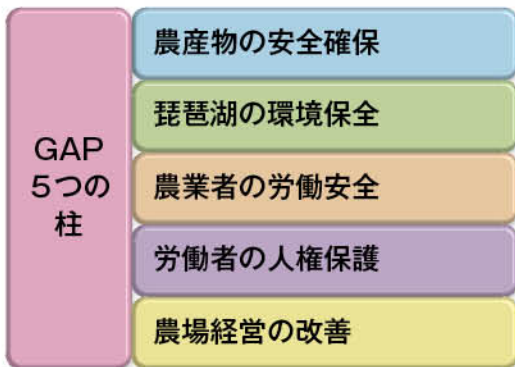 GAP
5つの
柱
農産物の安全確保
琵琶湖の環境保全
農業者の労働安全
労働者の人権保護
農場経営の改善